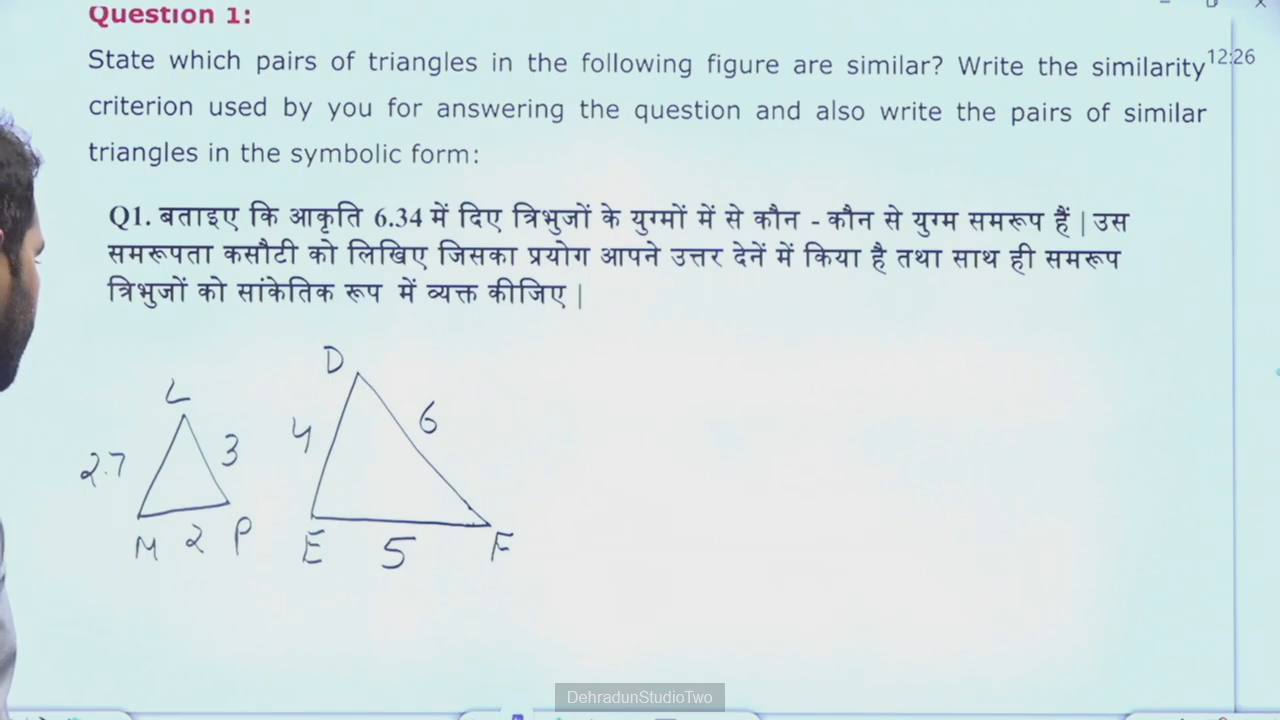 Question 1:
State which pairs of triangles in the following figure are similar? Write the similarity
12:26
criterion used by you for answering the question and also write the pairs of similar
triangles in the symbolic form:
Q1. बताइए कि आकृति 6.34 में दिए त्रिभुजों के युग्मों में से कौन - कौन से युग्म समरूप हैं | उस
समरूपता कसौटी को लिखिए जिसका प्रयोग आपने उत्तर देनें में किया है तथा साथ ही समरूप
त्रिभुजों को सांकेतिक रूप में व्यक्त कीजिए |
D
L
4
6
2.7
3
M 2 P
E 5 F
DehradunStudioTwo